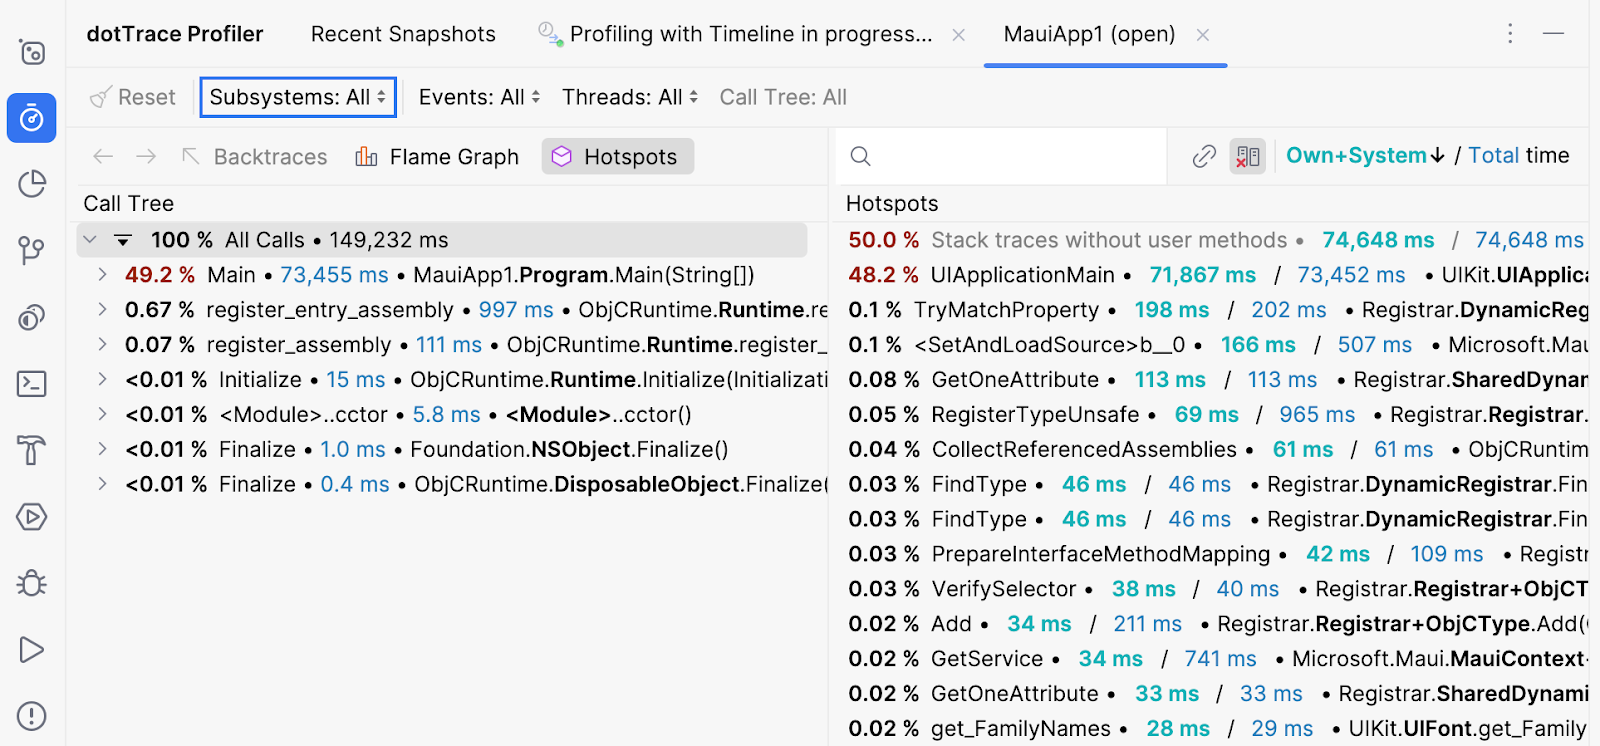 dotTrace Profiler Recent Snapshots Profiling with Timeline in progress... MauiApp1 (open)
Reset Subsystems: All Events: All Threads: All Call Tree: All
Backtraces Flame Graph Hotspots Own+System↓ / Total time
Call Tree
100 % All Calls • 149,232 ms
49.2 % Main • 73,455 ms • MauiApp1.Program.Main(String[])
0.67 % register_entry_assembly • 997 ms • ObjCRuntime.Runtime.re
0.07 % register_assembly • 111 ms • ObjCRuntime.Runtime.register_
<0.01 % Initialize • 15 ms • ObjCRuntime.Runtime.Initialize(Initializati
<0.01 % <Module>..cctor • 5.8 ms • <Module>..cctor()
<0.01 % Finalize • 1.0 ms • Foundation.NSObject.Finalize()
<0.01 % Finalize • 0.4 ms • ObjCRuntime.DisposableObject.Finalize(
Hotspots
50.0 % Stack traces without user methods • 74,648 ms / 74,648 ms
48.2 % UIApplicationMain • 71,867 ms / 73,452 ms • UIKit.UIApplica
0.1 % TryMatchProperty • 198 ms / 202 ms • Registrar.DynamicReg
0.1 % <SetAndLoadSource>b__0 • 166 ms / 507 ms • Microsoft.Mau
0.08 % GetOneAttribute • 113 ms / 113 ms • Registrar.SharedDynan
0.05 % RegisterTypeUnsafe • 69 ms / 965 ms • Registrar.Registrar.
0.04 % CollectReferencedAssemblies • 61 ms / 61 ms • ObjCRuntim
0.03 % FindType • 46 ms / 46 ms • Registrar.DynamicRegistrar.Fin
0.03 % FindType • 46 ms / 46 ms • Registrar.DynamicRegistrar.Fin
0.03 % PrepareInterfaceMethodMapping • 42 ms / 109 ms • Registr
0.03 % VerifySelector • 38 ms / 40 ms • Registrar.Registrar+ObjCT
0.02 % Add • 34 ms / 211 ms • Registrar.Registrar+ObjCType.Add(
0.02 % GetService • 34 ms / 741 ms • Microsoft.Maui.MauiContext
0.02 % GetOneAttribute • 33 ms / 33 ms • Registrar.SharedDynami
0.02 % get_FamilyNames • 28 ms / 29 ms • UIKit.UIFont.get_Family